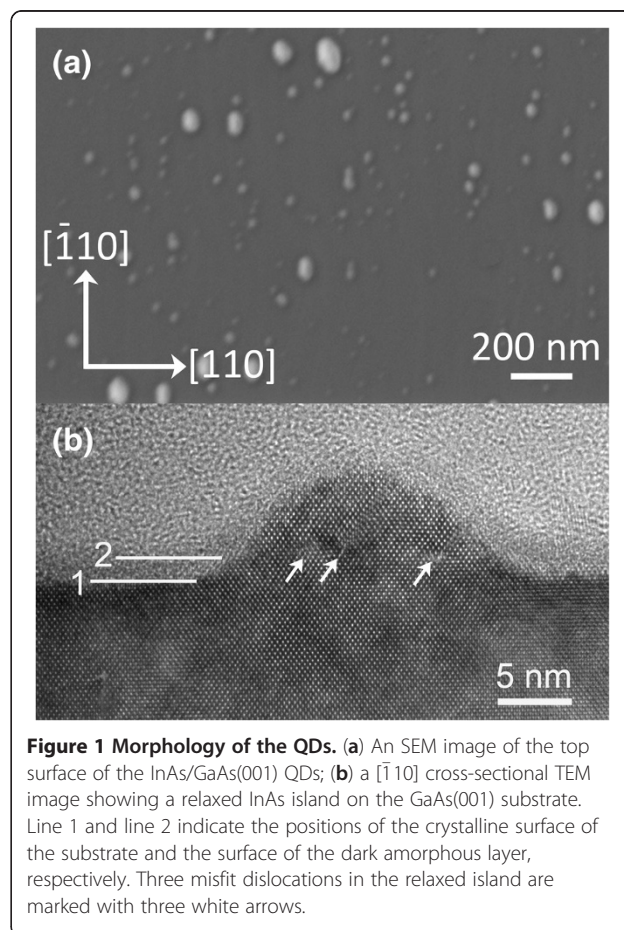 (a)
[1̄10]
[110]
200 nm
(b)
2
1
5 nm
Figure 1 Morphology of the QDs. (a) An SEM image of the top
surface of the InAs/GaAs(001) QDs; (b) a [1̄10] cross-sectional TEM
image showing a relaxed InAs island on the GaAs(001) substrate.
Line 1 and line 2 indicate the positions of the crystalline surface of
the substrate and the surface of the dark amorphous layer,
respectively. Three misfit dislocations in the relaxed island are
marked with three white arrows.